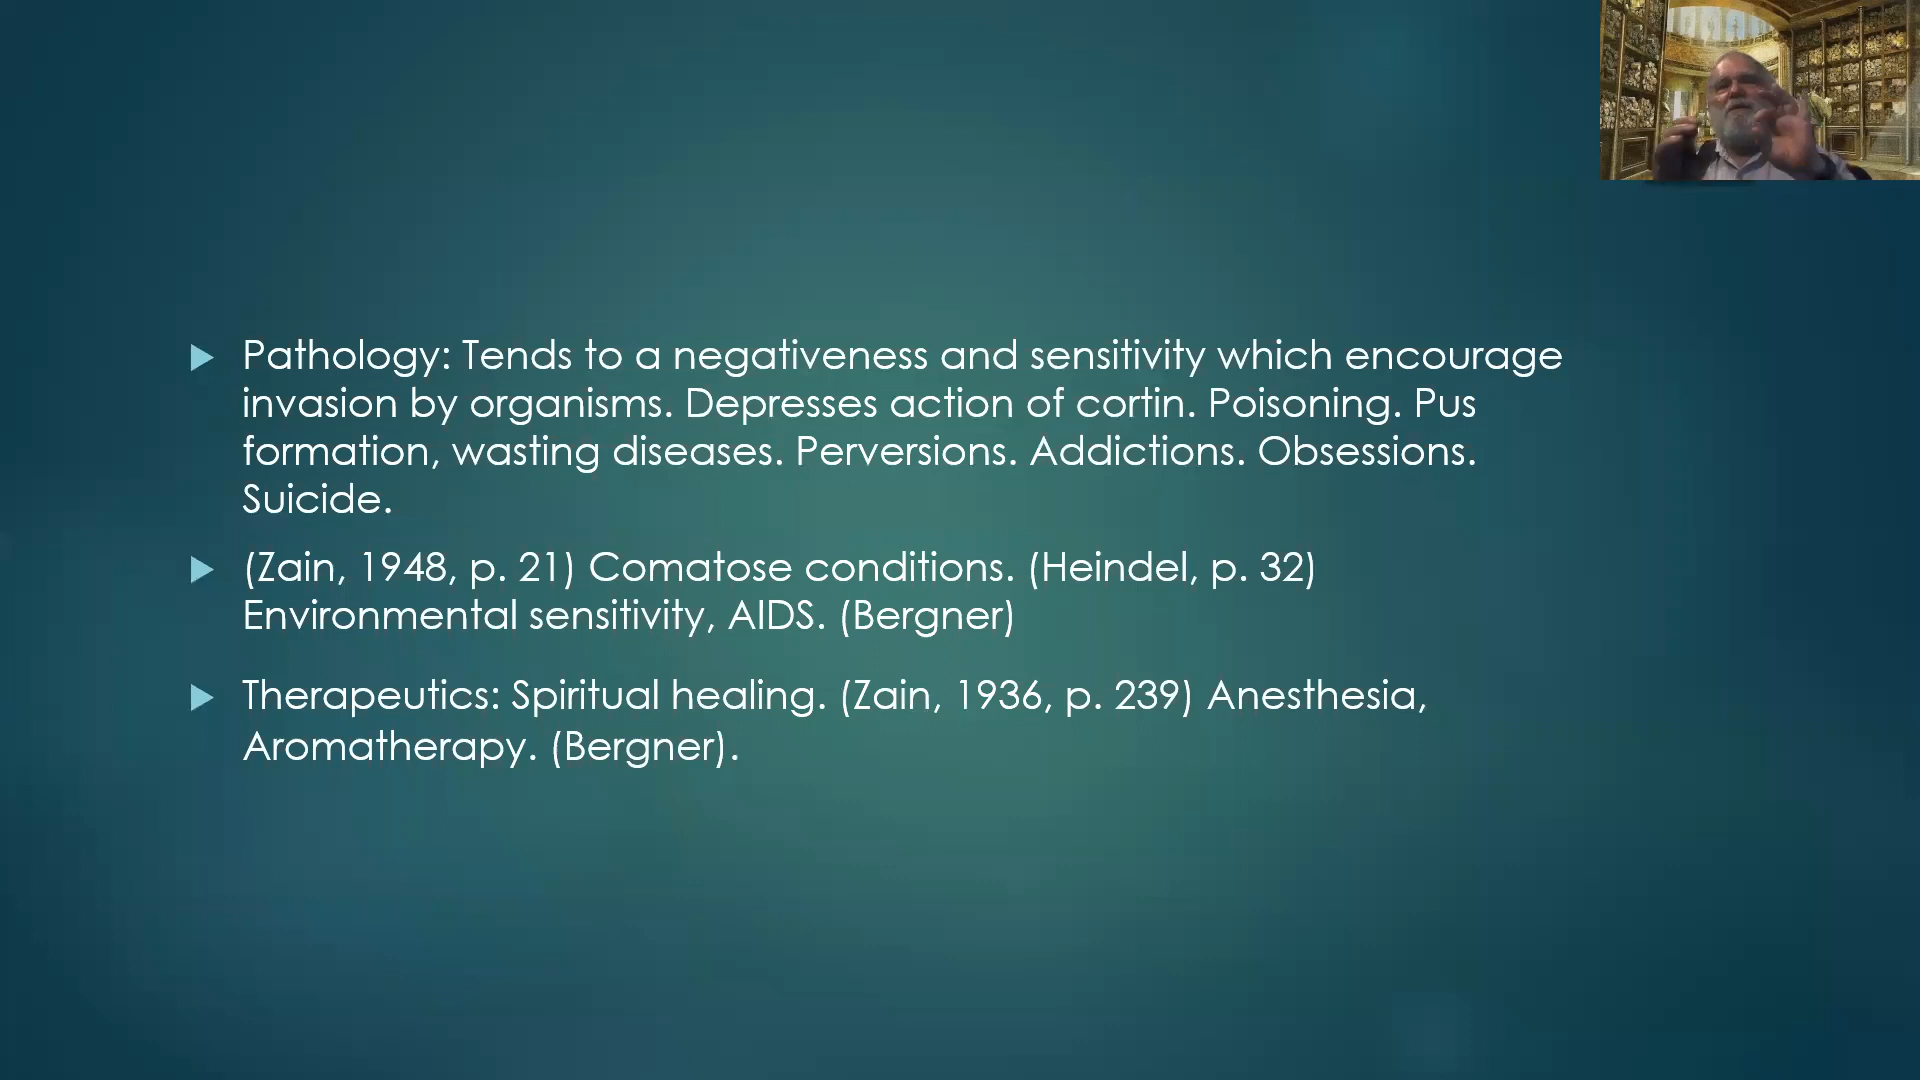 Pathology: Tends to a negativeness and sensitivity which encourage
invasion by organisms. Depresses action of cortin. Poisoning. Pus
formation, wasting diseases. Perversions. Addictions. Obsessions.
Suicide.
(Zain, 1948, p. 21) Comatose conditions. (Heindel, p. 32)
Environmental sensitivity, AIDS. (Bergner)
Therapeutics: Spiritual healing. (Zain, 1936, p. 239) Anesthesia,
Aromatherapy. (Bergner).